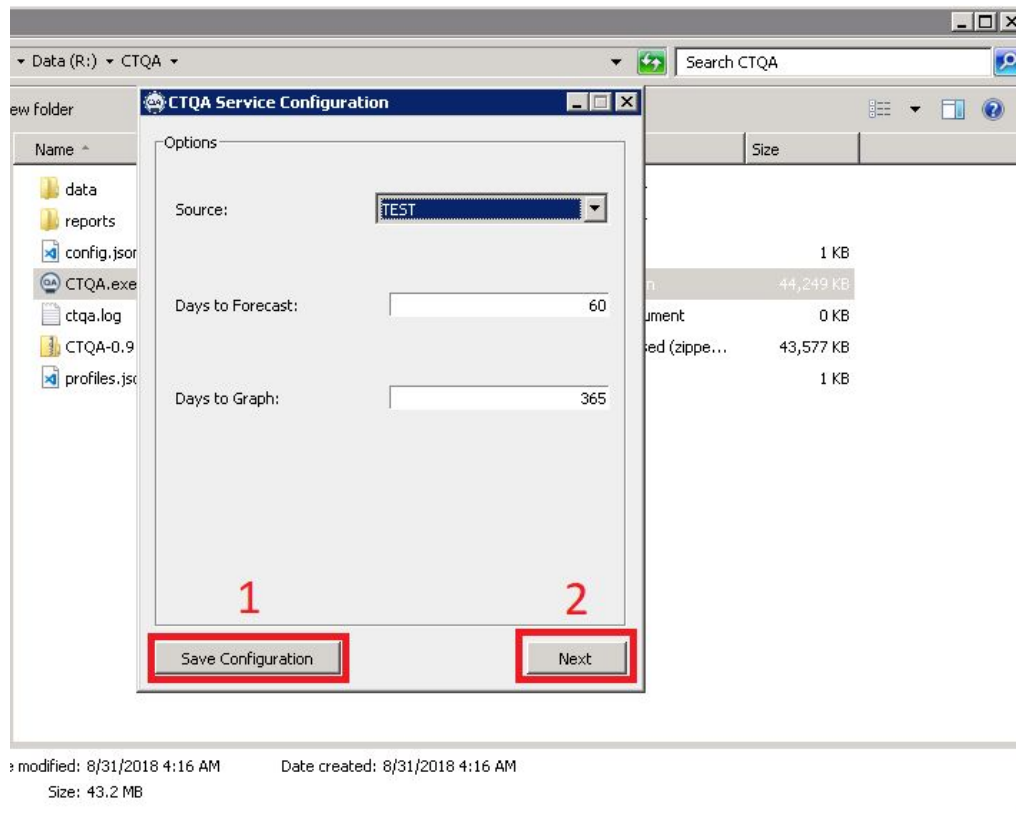 Data (R:) CTQA
Search CTQA
ew folder
CTQA Service Configuration
Name
Options
Size
data
Source:
TEST
reports
config.jsor
1 KB
CTQA.exe
n
44,249 KB
Days to Forecast:
60
ctqa.log
ument
0 KB
CTQA-0.9
sed (zippe...
43,577 KB
profiles.jsc
1 KB
Days to Graph:
365
1
2
Save Configuration
Next
e modified: 8/31/2018 4:16 AM
Date created: 8/31/2018 4:16 AM
Size: 43.2 MB